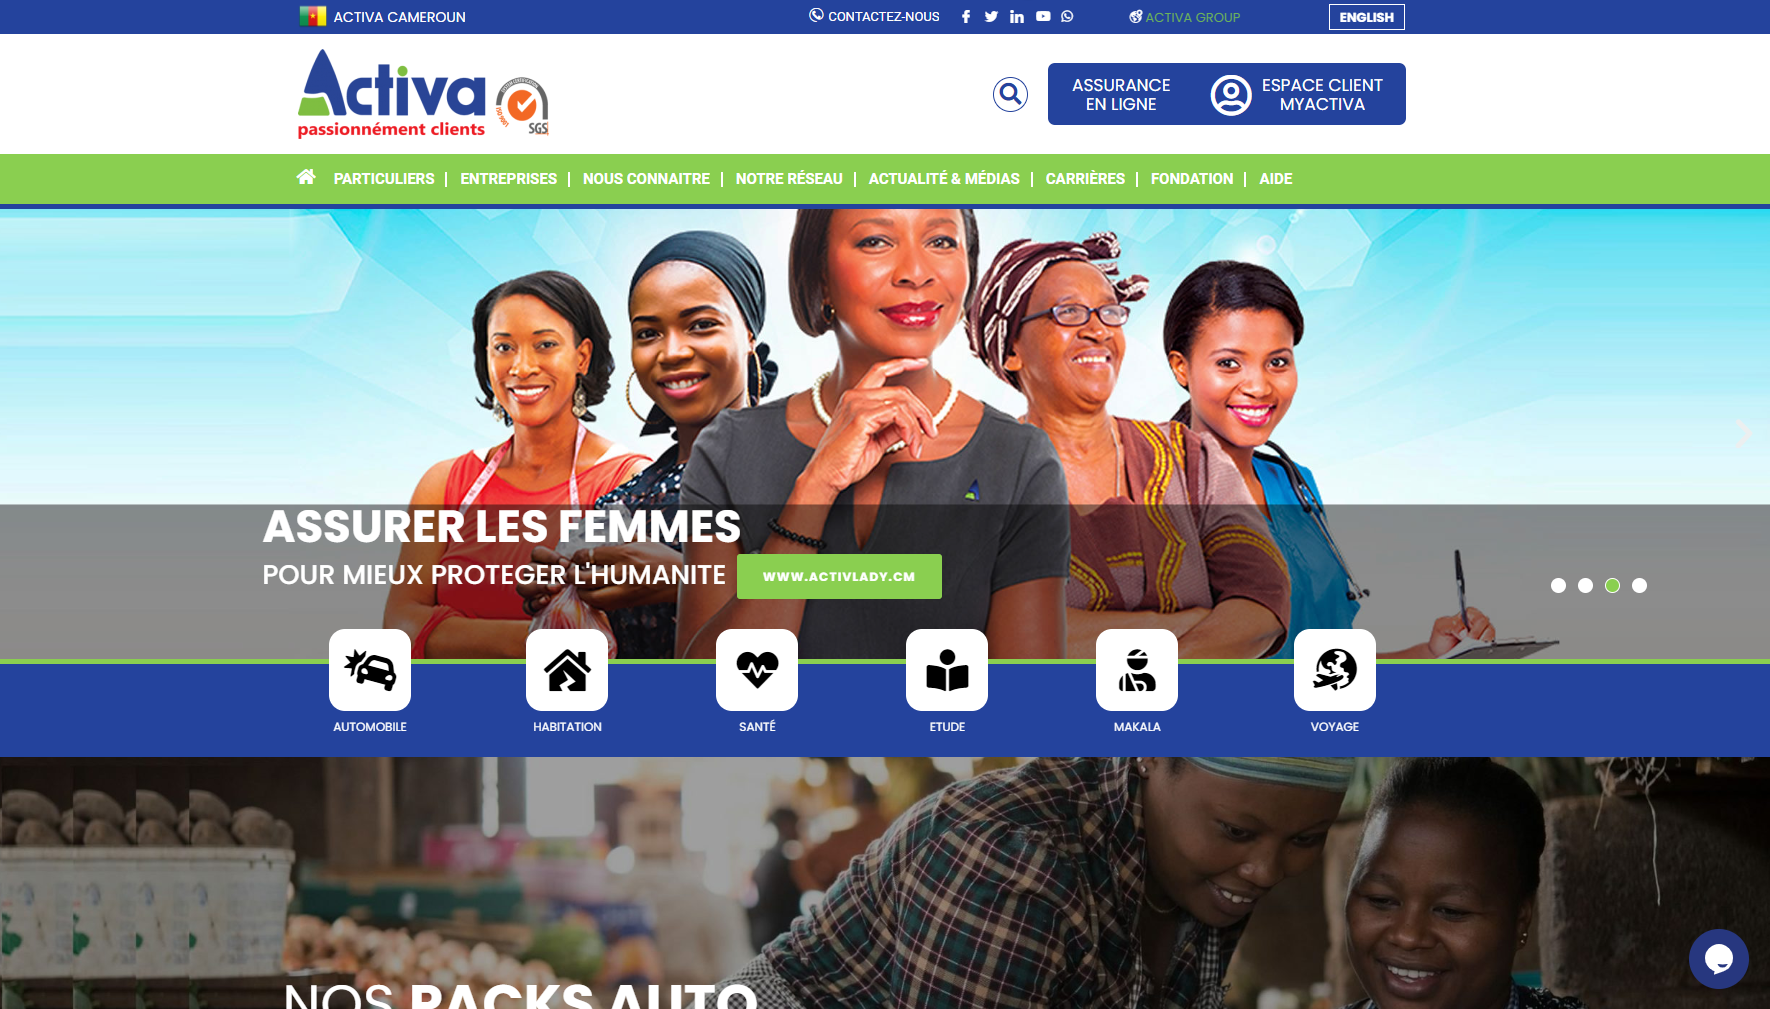 ACTIVA CAMEROUN
CONTACTEZ-NOUS
ACTIVA GROUP
ENGLISH
Activa
passionnément clients
SGS
ASSURANCE
EN LIGNE
ESPACE CLIENT
MYACTIVA
PARTICULIERS
ENTREPRISES
NOUS CONNAITRE
NOTRE RÉSEAU
ACTUALITÉ & MÉDIAS
CARRIÈRES
FONDATION
AIDE
ASSURER LES FEMMES
POUR MIEUX PROTEGER L'HUMANITE
WWW.ACTIVLADY.CM
AUTOMOBILE
HABITATION
SANTÉ
ETUDE
MAKALA
VOYAGE
NOS PACKS AUTO